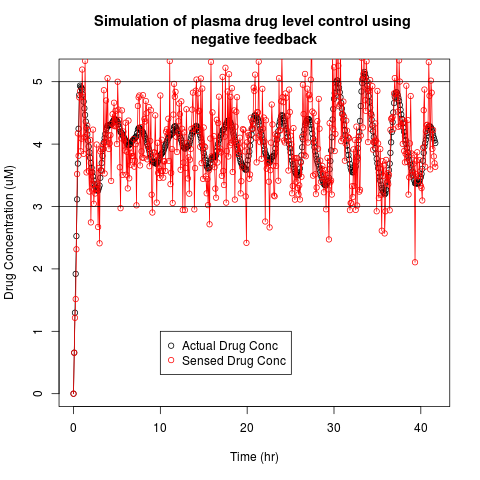 Simulation of plasma drug level control using
negative feedback
Drug Concentration (uM)
5
4
3
2
1
0
Actual Drug Conc
Sensed Drug Conc
0
10
20
30
40
Time (hr)